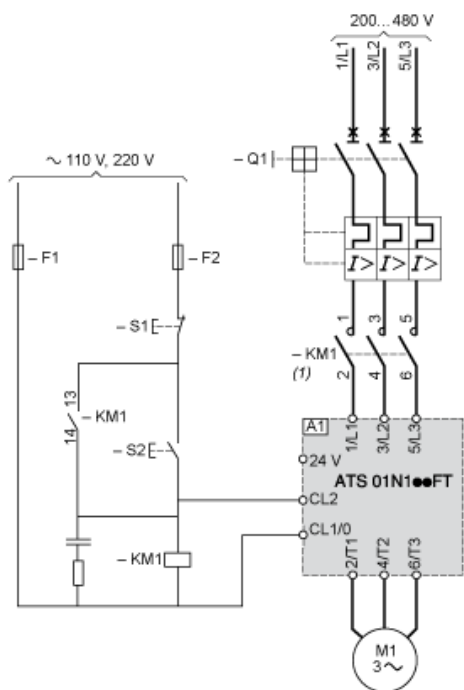 200... 480 V
1/L1
3/L2
5/L3
~ 110 V, 220 V
– Q1
– F1
– F2
I>
I>
I>
– S1
1
3
5
– KM1
(1)
2
4
6
13
14
– KM1
A1
1/L1
3/L2
5/L3
– S2
24 V
ATS 01N1●●FT
CL2
CL1/0
– KM1
2/T1
4/T2
6/T3
M1
3 ~